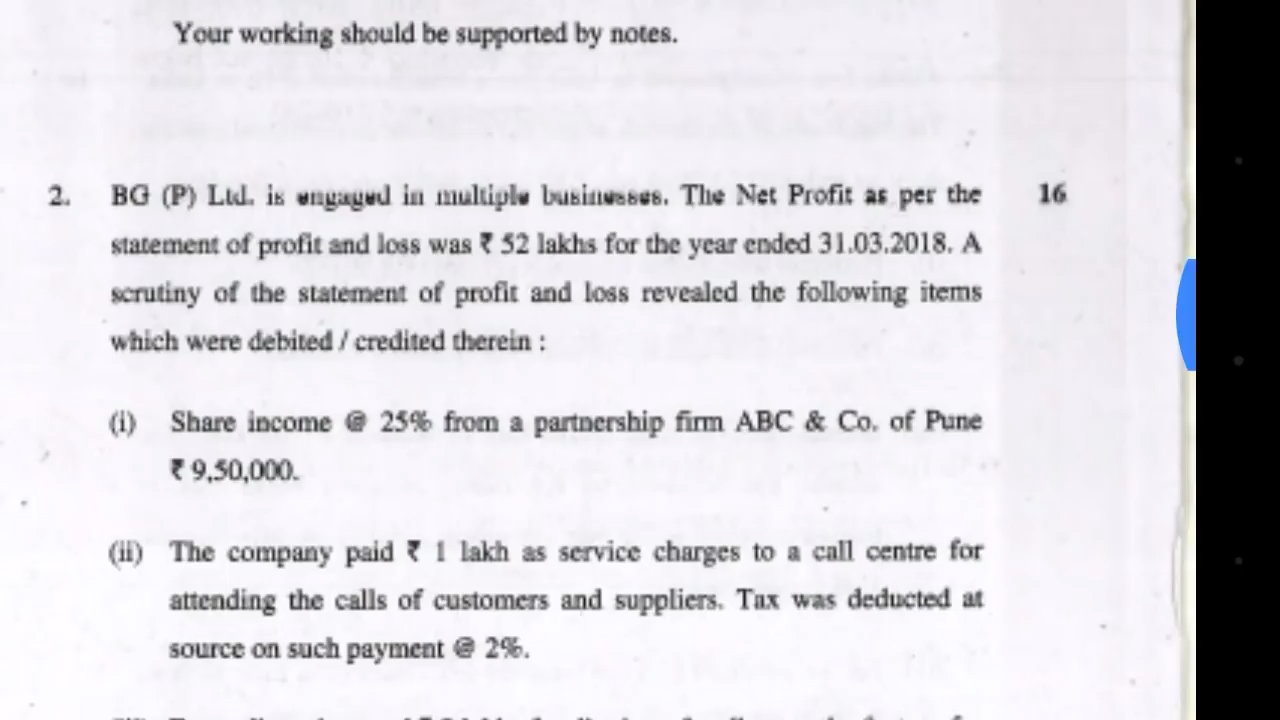 Your working should be supported by notes.
2. BG (P) Ltd. is engaged in multiple businesses. The Net Profit as per the 16
statement of profit and loss was ₹ 52 lakhs for the year ended 31.03.2018. A
scrutiny of the statement of profit and loss revealed the following items
which were debited / credited therein :
(i) Share income @ 25% from a partnership firm ABC & Co. of Pune
₹ 9,50,000.
(ii) The company paid ₹ 1 lakh as service charges to a call centre for
attending the calls of customers and suppliers. Tax was deducted at
source on such payment @ 2%.